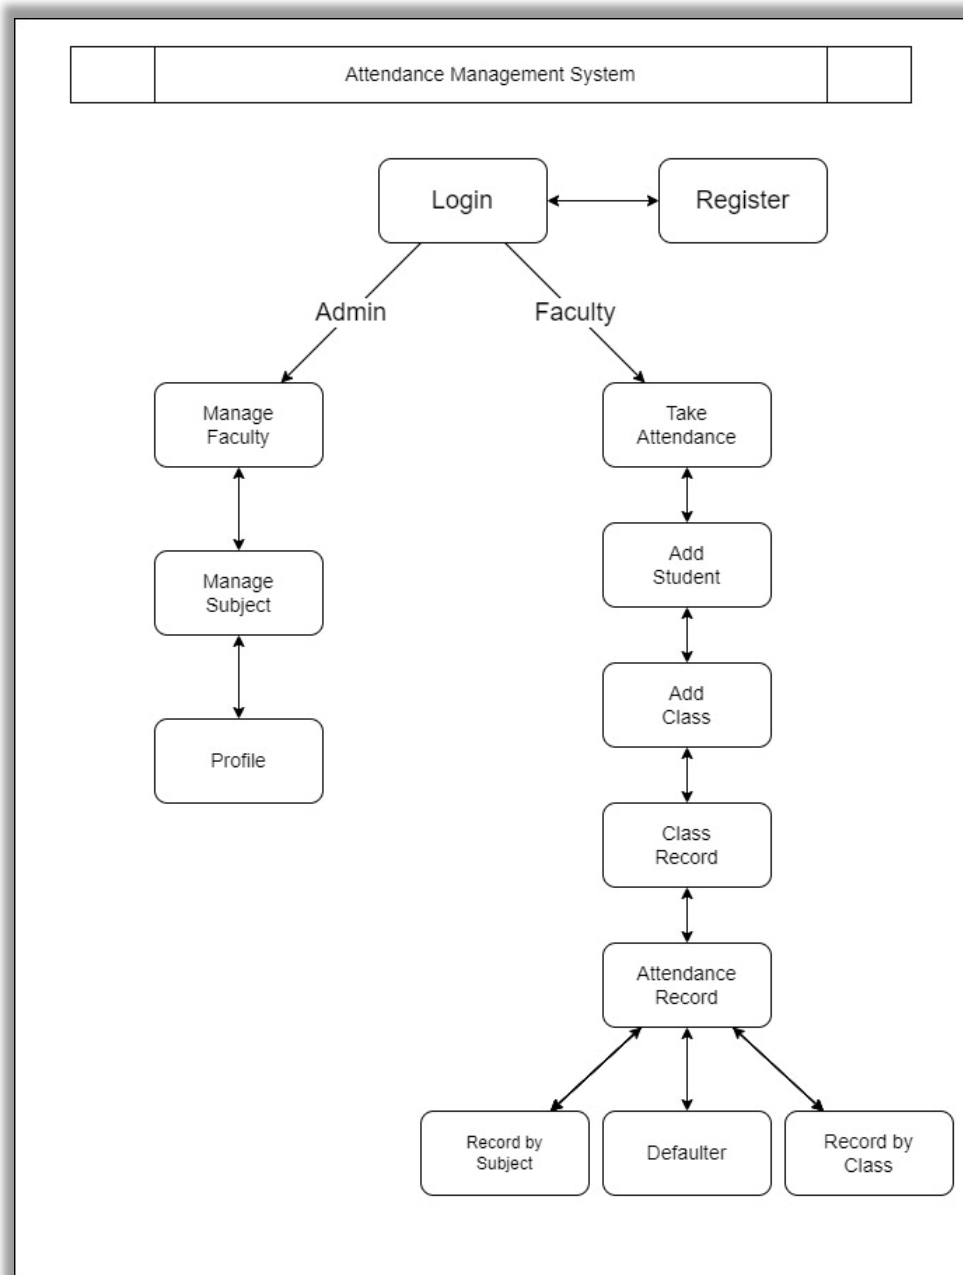 Attendance Management System
Login
Register
Admin
Faculty
Manage
Faculty
Take
Attendance
Manage
Subject
Add
Student
Profile
Add
Class
Class
Record
Attendance
Record
Record by
Subject
Defaulter
Record by
Class